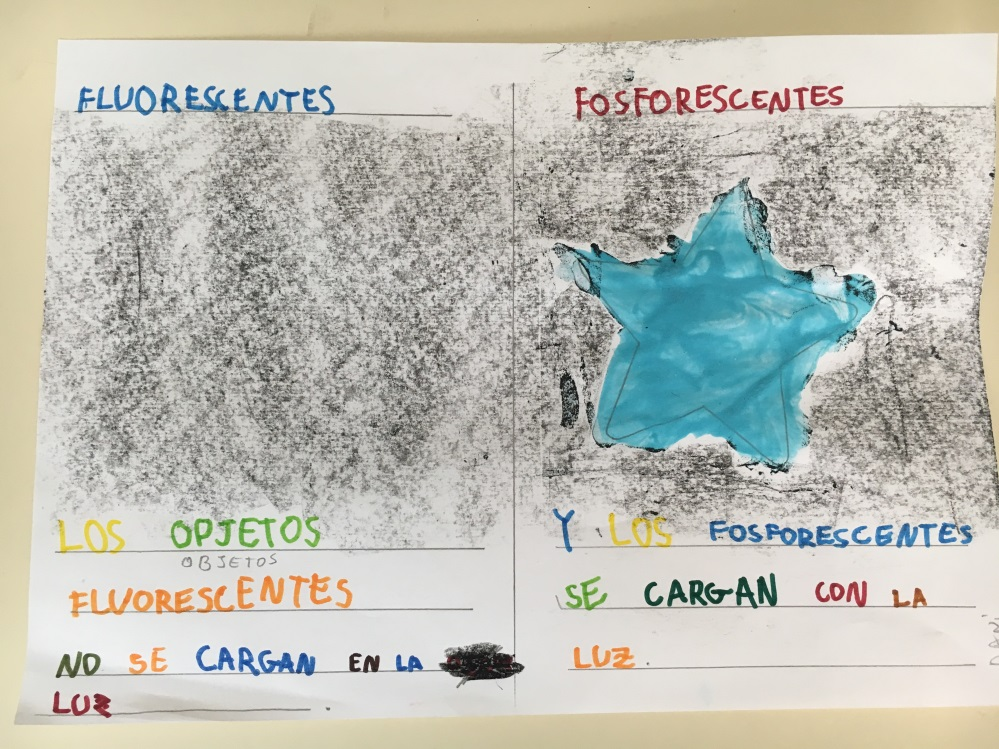 FLUORESCENTES
LOS OPJETOS
OBJETOS
FLUORESCENTES
NO SE CARGAN EN LA
LUZ .
FOSFORESCENTES
Y LOS FOSFORESCENTES
SE CARGAN CON LA
LUZ .